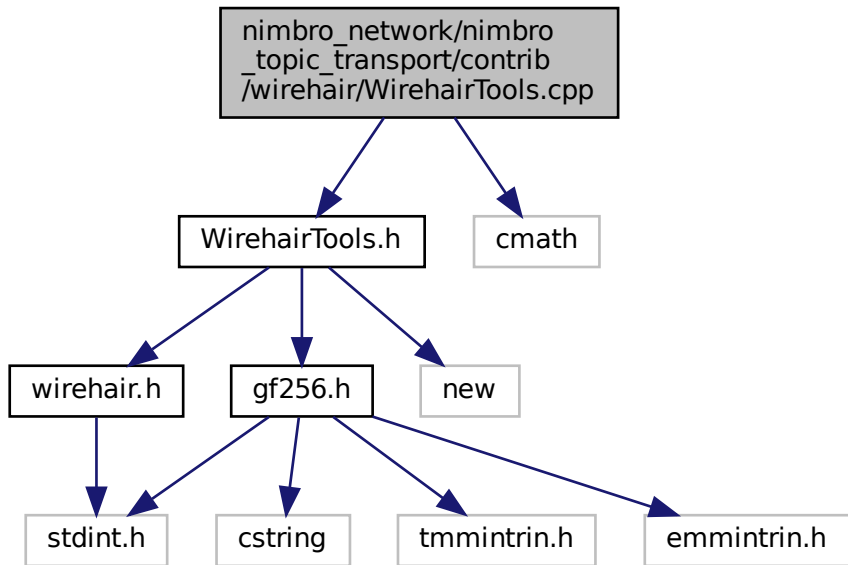 nimbro_network/nimbro
_topic_transport/contrib
/wirehair/WirehairTools.cpp
WirehairTools.h
cmath
wirehair.h
gf256.h
new
stdint.h
cstring
tmmintrin.h
emmintrin.h